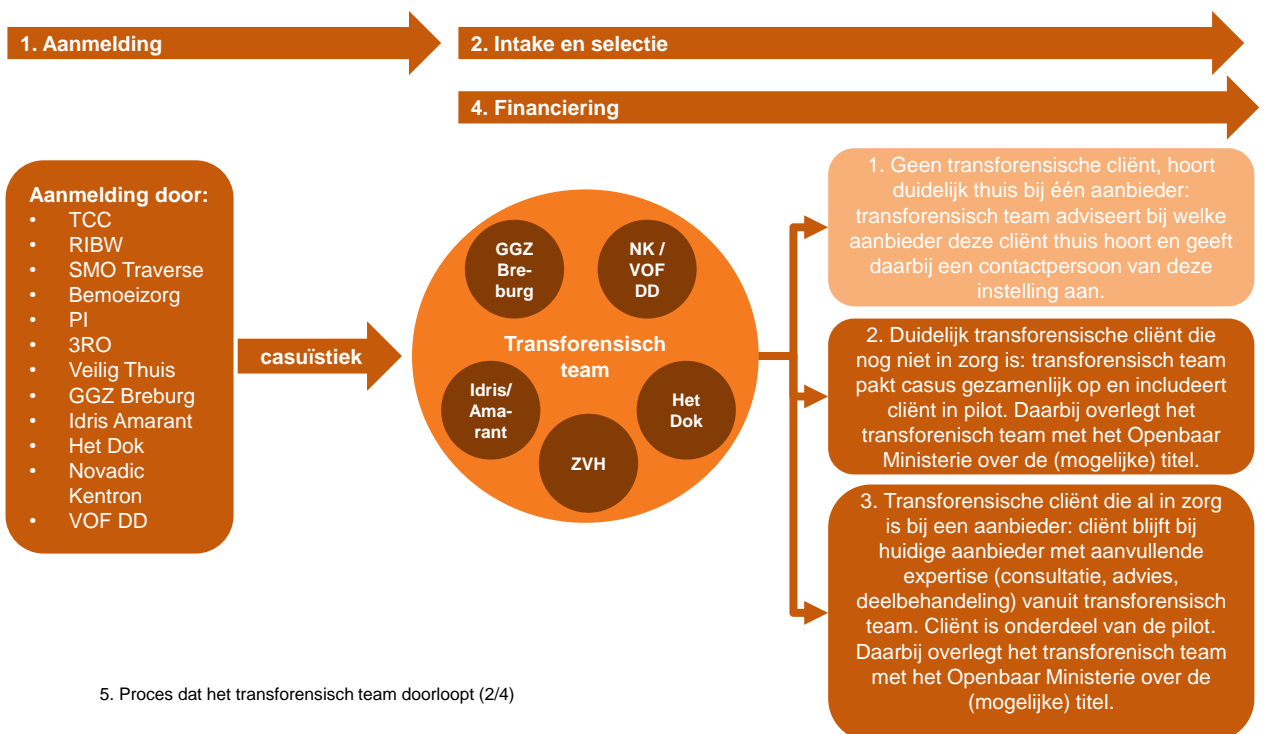 1. Aanmelding
2. Intake en selectie
4. Financiering
Aanmelding door:
• TCC
• RIBW
• SMO Traverse
• Bemoeizorg
• PI
• 3RO
• Veilig Thuis
• GGZ Breburg
• Idris Amarant
• Het Dok
• Novadic
Kentron
• VOF DD
casuïstiek
GGZ
Bre-
burg
NK /
VOF
DD
Transforensisch
team
Idris/
Ama-
rant
Het
Dok
ZVH
1. Geen transforensische cliënt, hoort
duidelijk thuis bij één aanbieder:
transforensisch team adviseert bij welke
aanbieder deze cliënt thuis hoort en geeft
daarbij een contactpersoon van deze
instelling aan.
2. Duidelijk transforensische cliënt die
nog niet in zorg is: transforensisch team
pakt casus gezamenlijk op en includeert
cliënt in pilot. Daarbij overlegt het
transforenisch team met het Openbaar
Ministerie over de (mogelijke) titel.
3. Transforensische cliënt die al in zorg
is bij een aanbieder: cliënt blijft bij
huidige aanbieder met aanvullende
expertise (consultatie, advies,
deelbehandeling) vanuit transforensisch
team. Cliënt is onderdeel van de pilot.
Daarbij overlegt het transforenisch team
met het Openbaar Ministerie over de
(mogelijke) titel.
5. Proces dat het transforensisch team doorloopt (2/4)